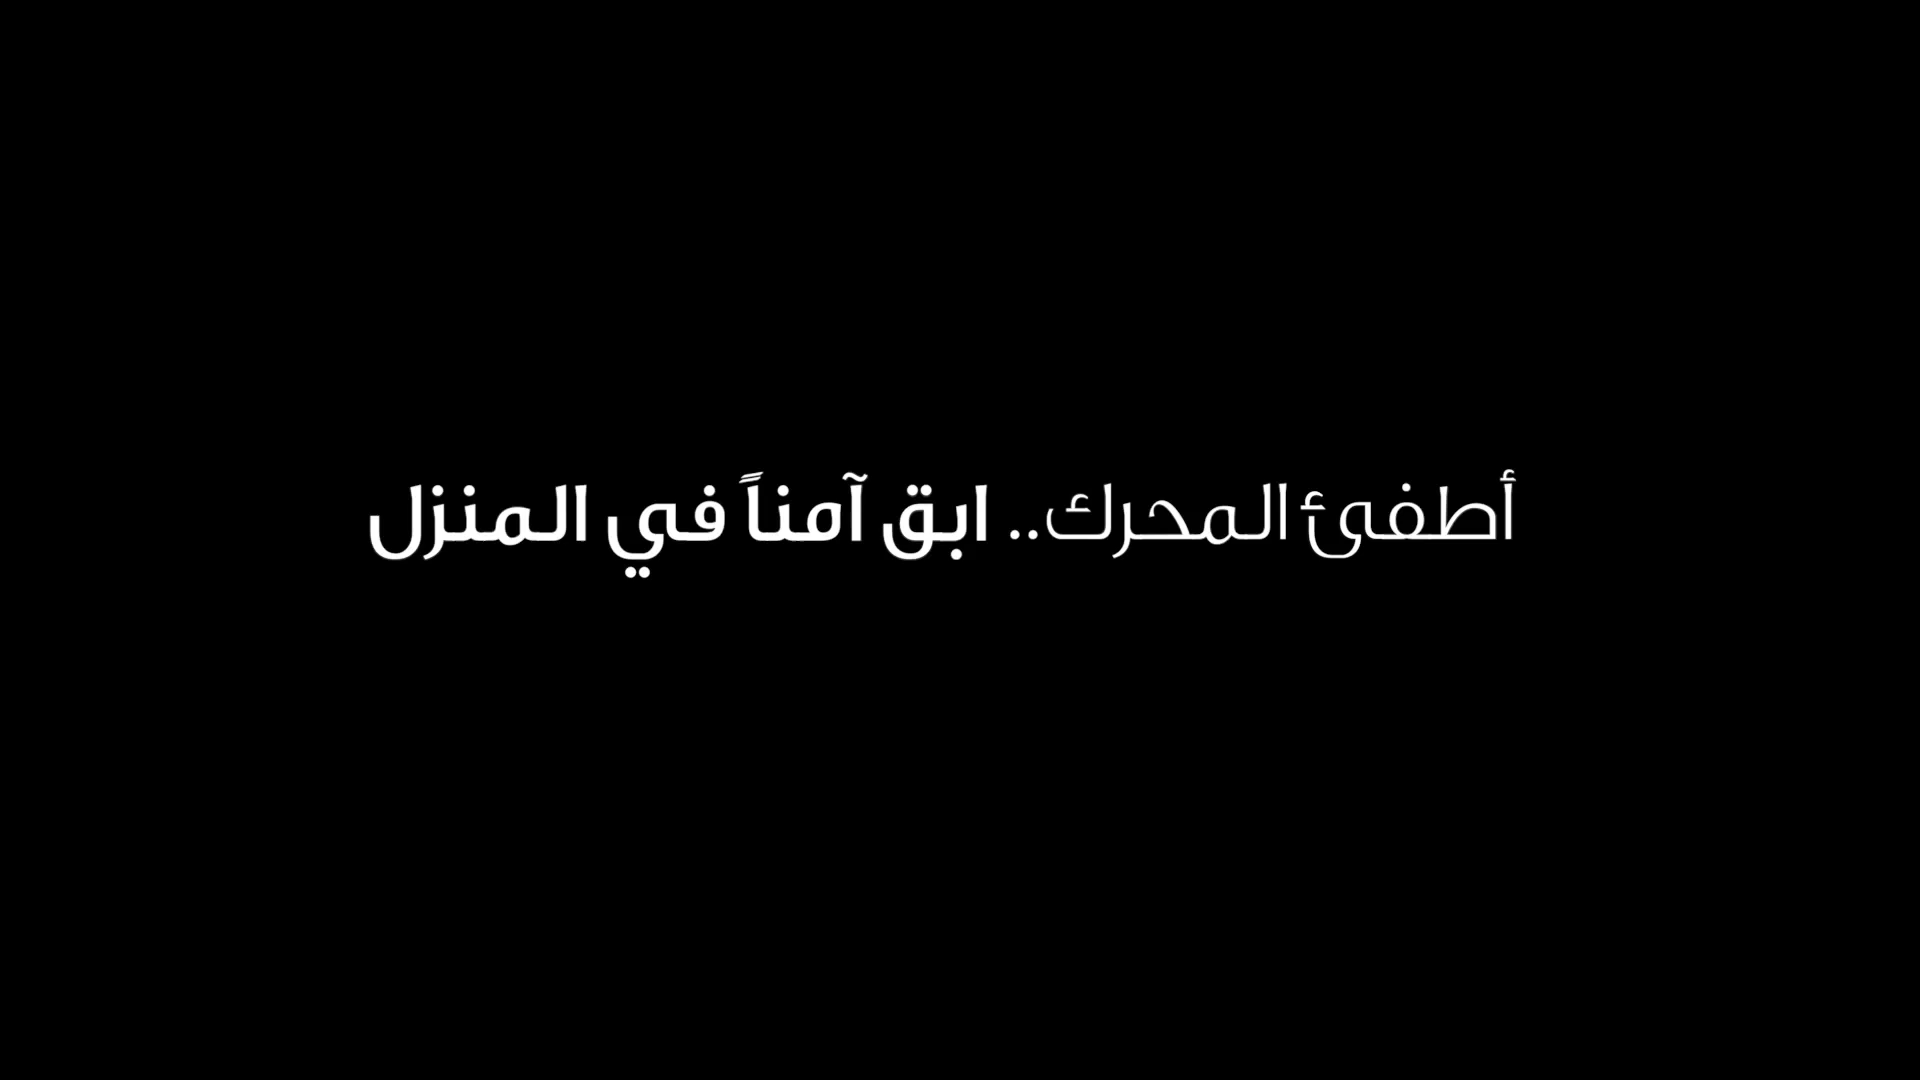 أطفئ المحرك.. ابق آمناً في المنزل